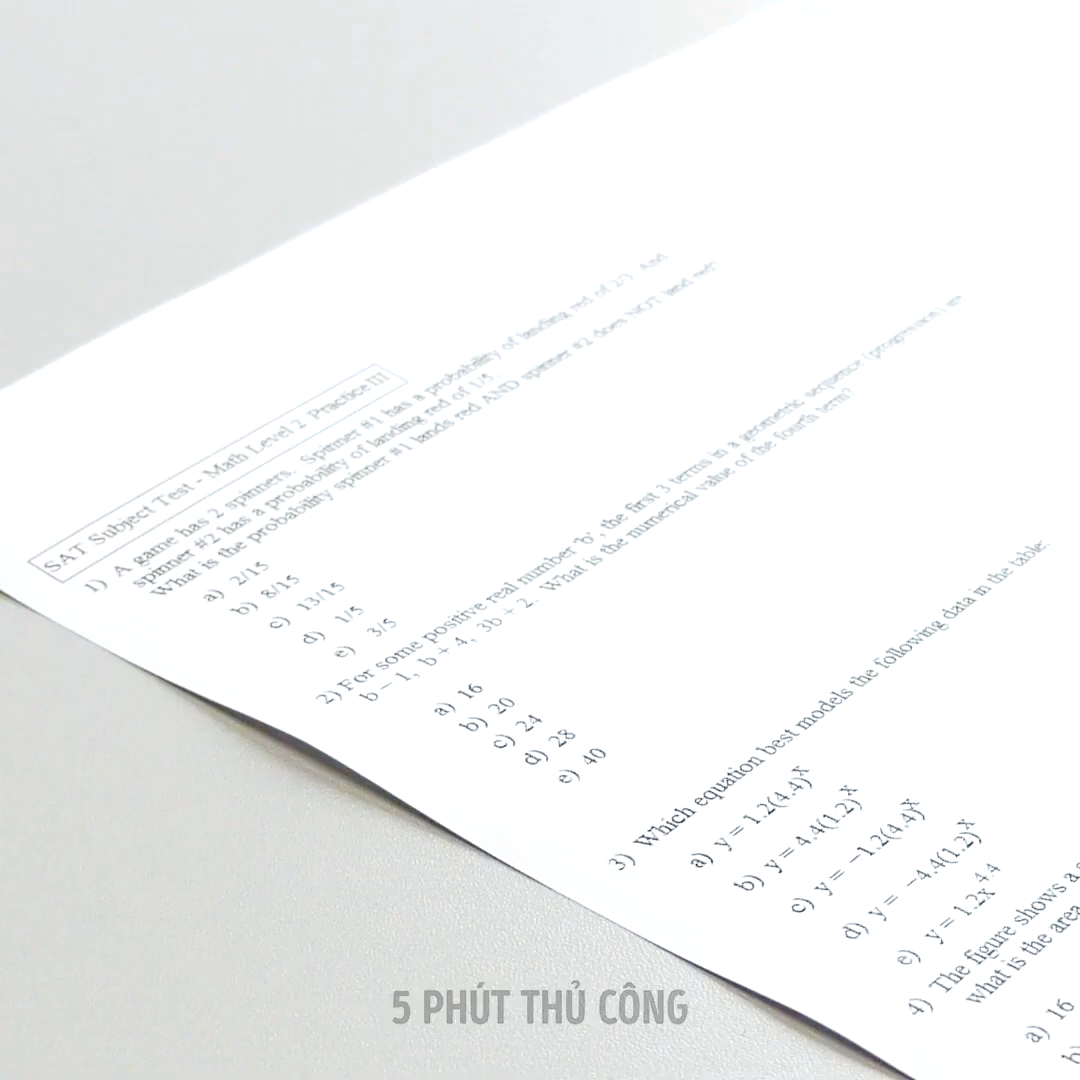 SAT Subject Test - Math Level 2 Practice III
1) A game has 2 spinners. Spinner #1 has a probability of landing red of 2/3. And
spinner #2 has a probability of landing red of 1/5.
What is the probability spinner #1 lands red AND spinner #2 does NOT land red?
a) 2/15
b) 8/15
c) 13/15
d) 1/5
e) 3/5
2) For some positive real number 'b', the first 3 terms in a geometric sequence (progression) are
b – 1, b + 4, 3b + 2. What is the numerical value of the fourth term?
a) 16
b) 20
c) 24
d) 28
e) 40
3) Which equation best models the following data in the table:
a) y = 1.2(4.4)^x
b) y = 4.4(1.2)^x
c) y = –1.2(4.4)^x
d) y = –4.4(1.2)^x
e) y = 1.2x^4.4
4) The figure shows a
what is the area
a) 16
b)
5 PHÚT THỦ CÔNG